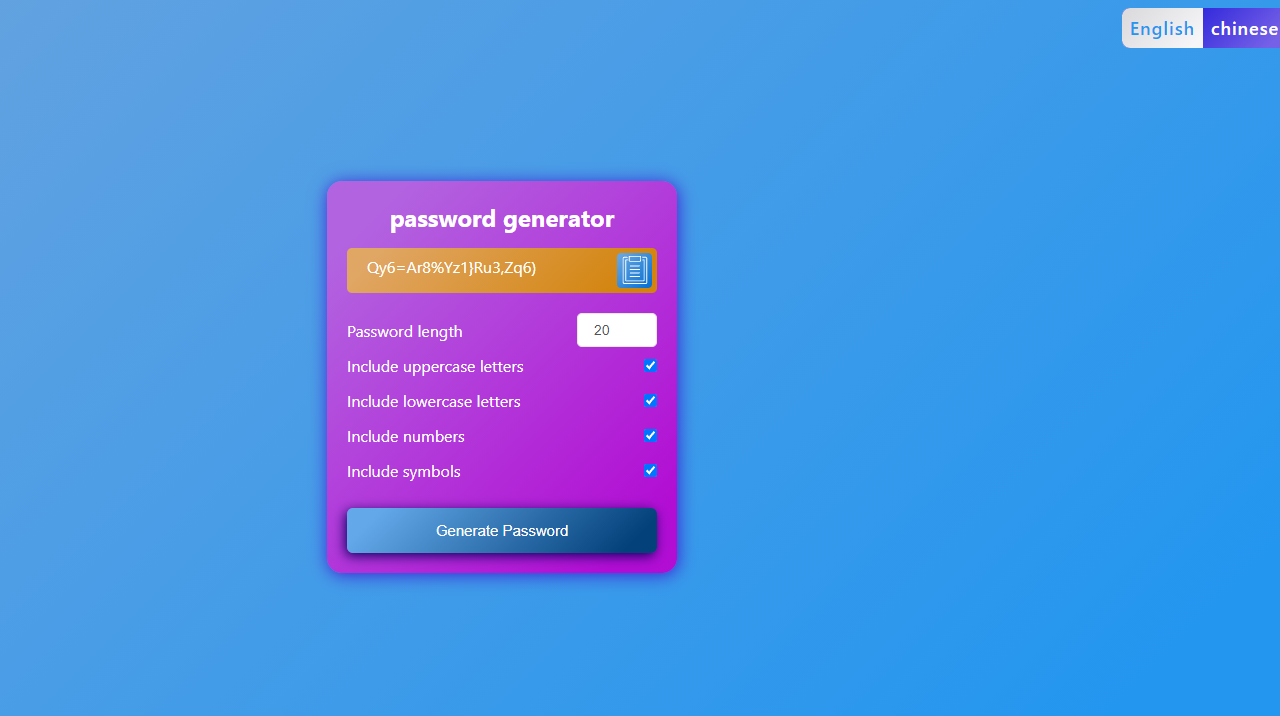 English chinese
password generator
Qy6=Ar8%Yz1}Ru3,Zq6)
Password length 20
Include uppercase letters
Include lowercase letters
Include numbers
Include symbols
Generate Password